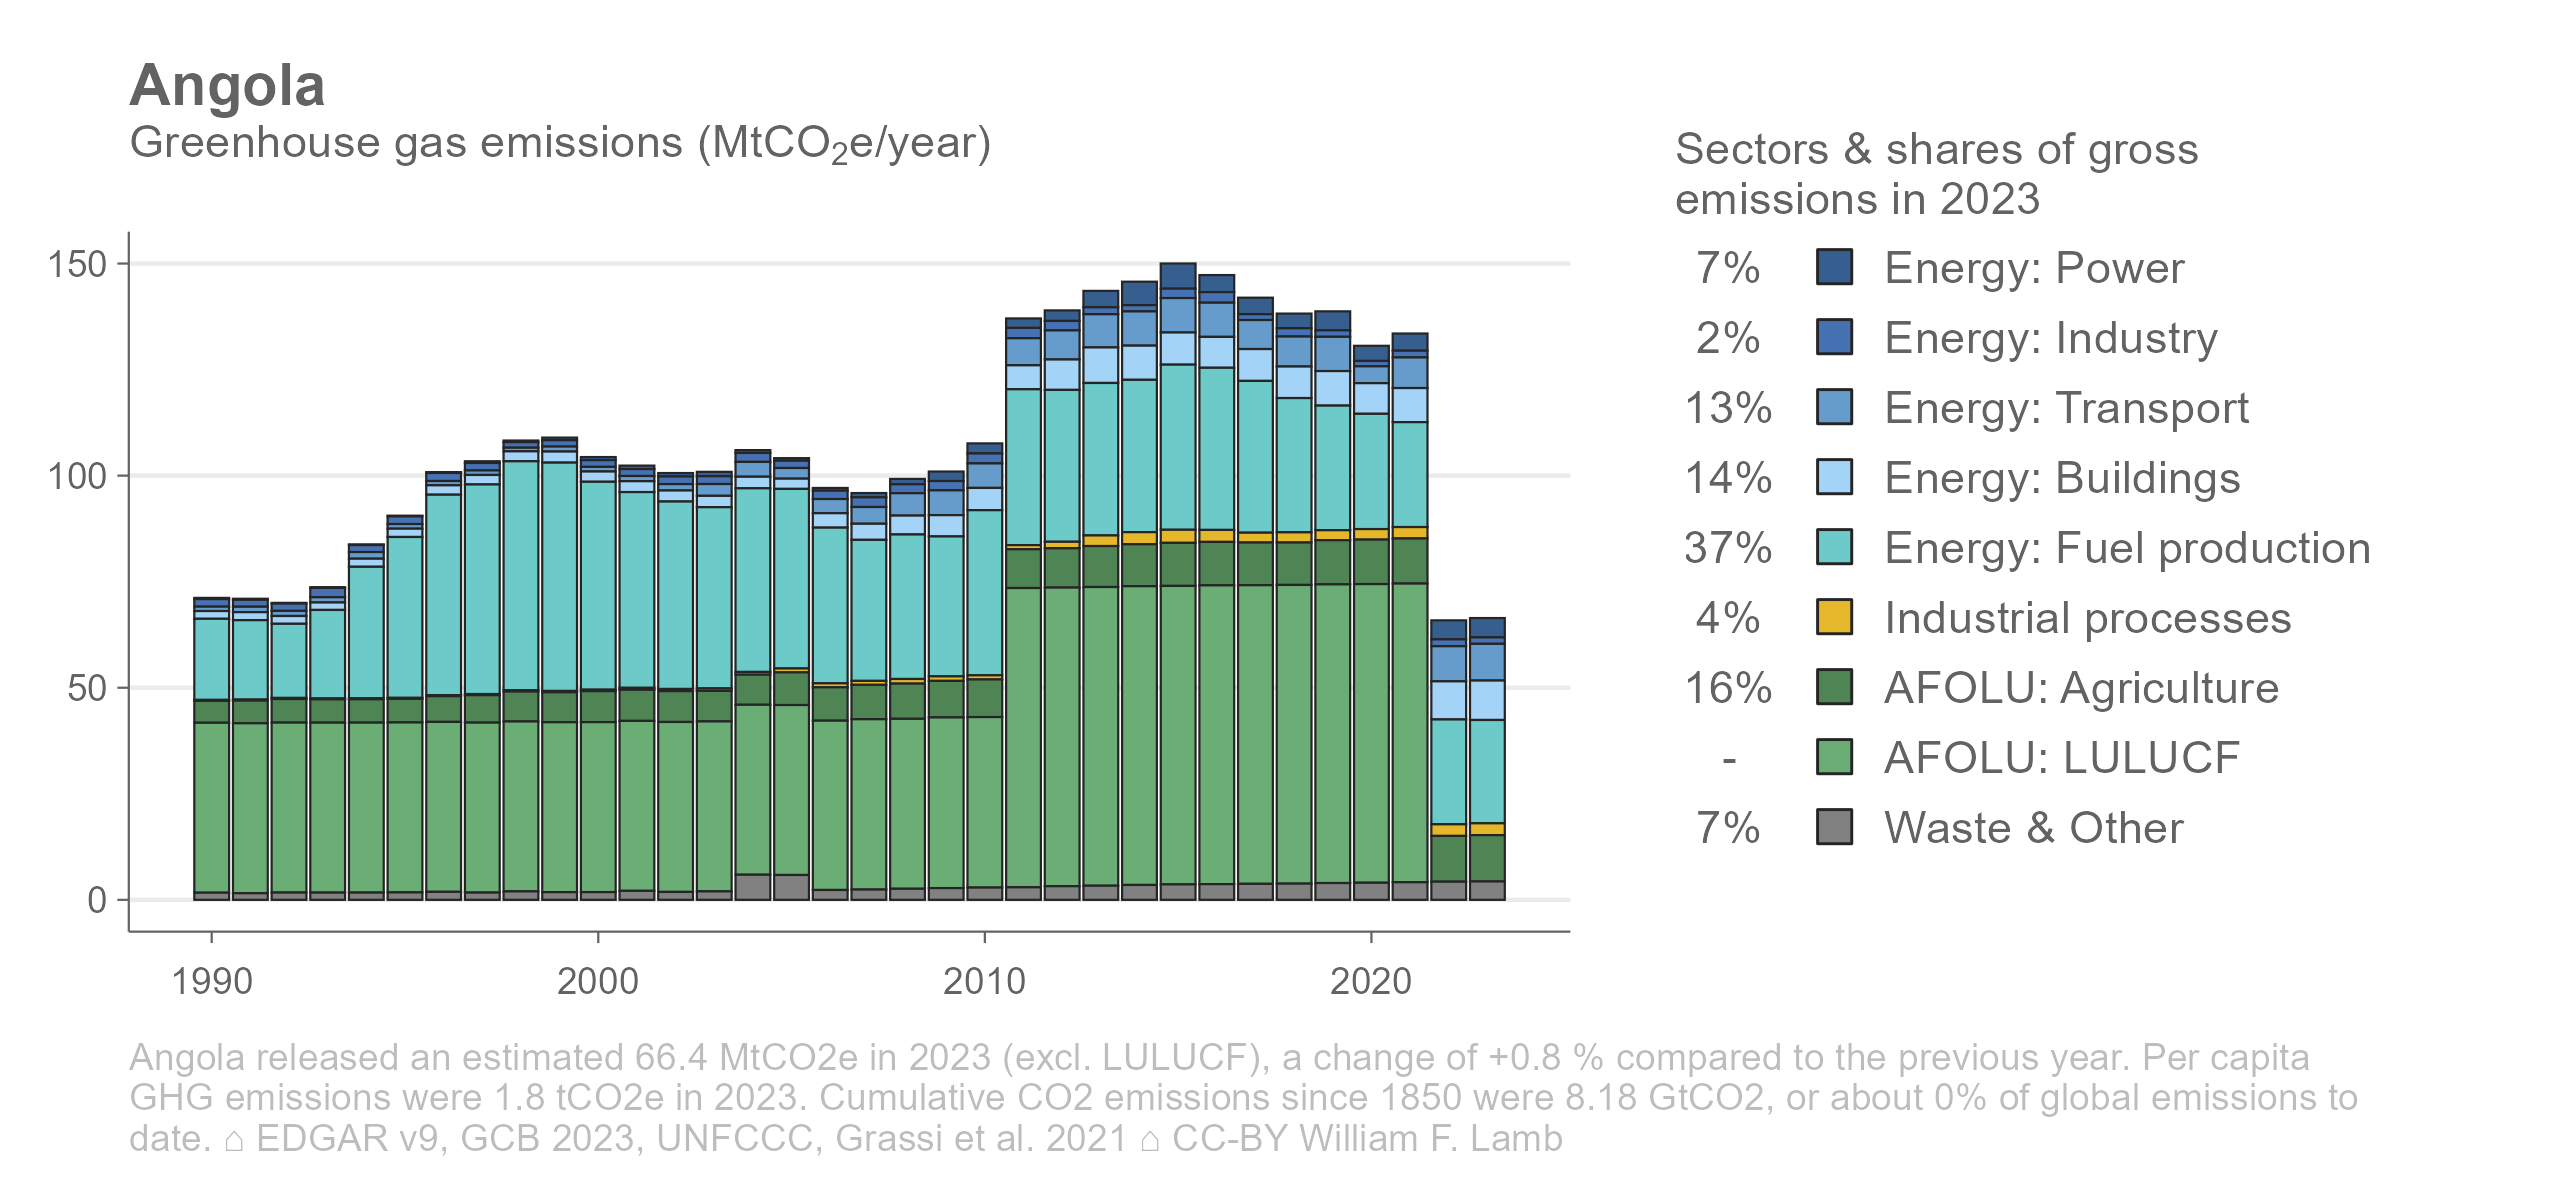 Angola
Greenhouse gas emissions (MtCO₂e/year)
Sectors & shares of gross
emissions in 2023
7% Energy: Power
2% Energy: Industry
13% Energy: Transport
14% Energy: Buildings
37% Energy: Fuel production
4% Industrial processes
16% AFOLU: Agriculture
- AFOLU: LULUCF
7% Waste & Other
150
100
50
0
1990 2000 2010 2020
Angola released an estimated 66.4 MtCO2e in 2023 (excl. LULUCF), a change of +0.8 % compared to the previous year. Per capita
GHG emissions were 1.8 tCO2e in 2023. Cumulative CO2 emissions since 1850 were 8.18 GtCO2, or about 0% of global emissions to
date. ⌂ EDGAR v9, GCB 2023, UNFCCC, Grassi et al. 2021 ⌂ CC-BY William F. Lamb